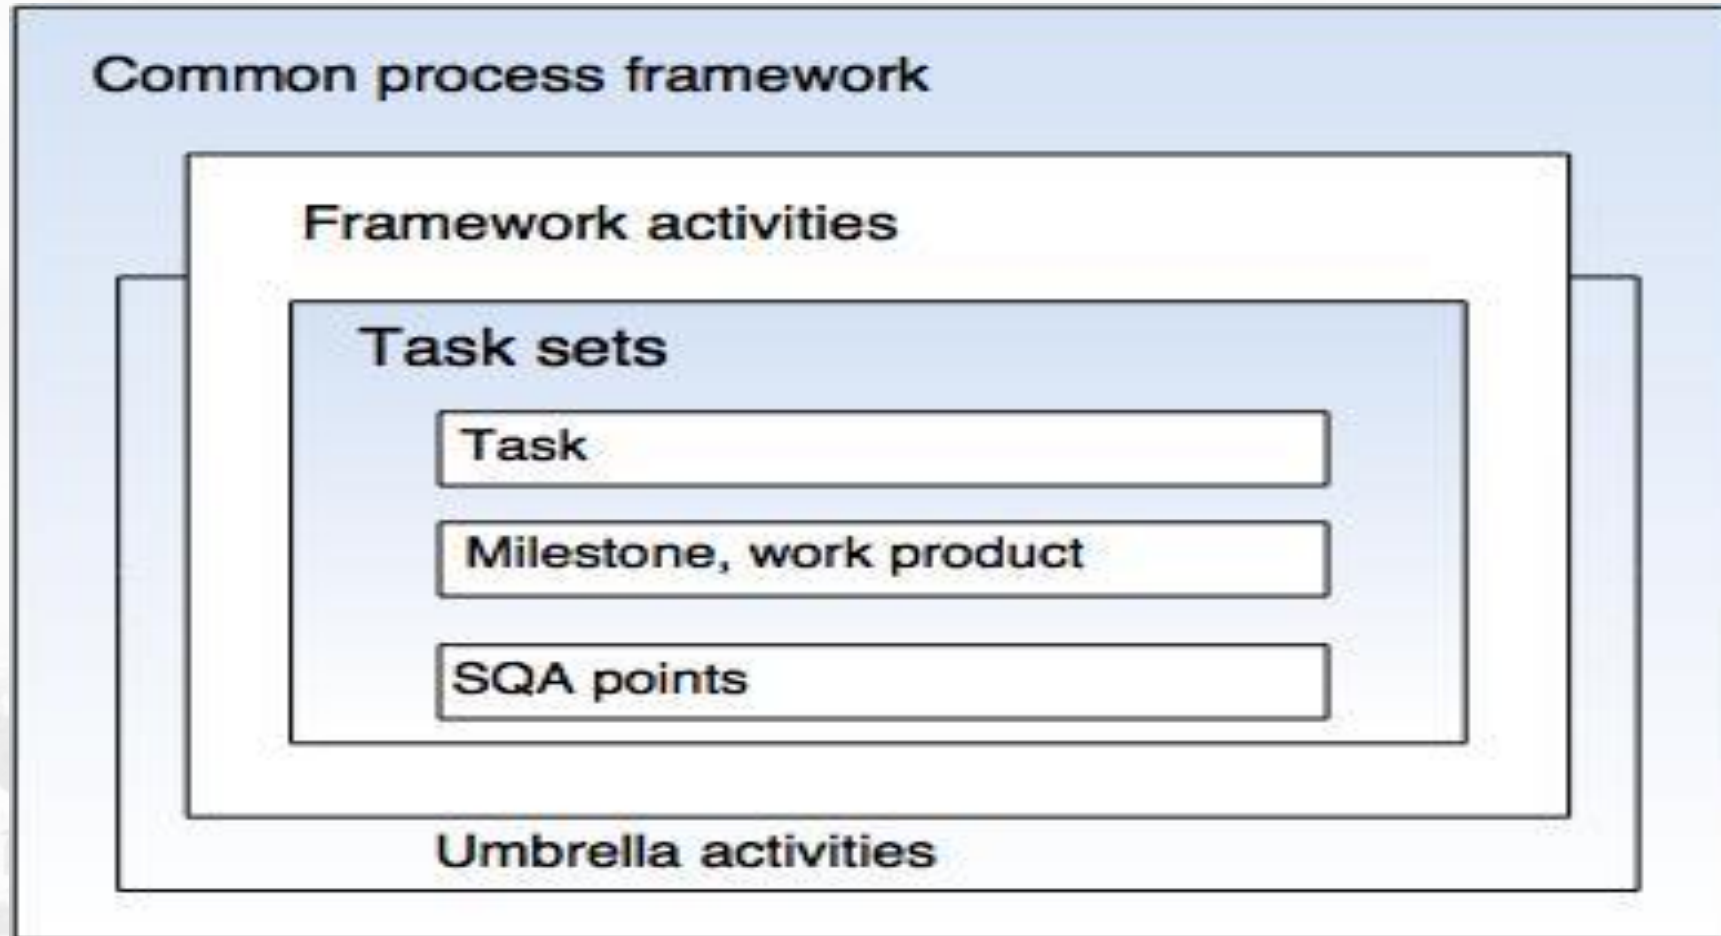 Common process framework
Framework activities
Task sets
Task
Milestone, work product
SQA points
Umbrella activities